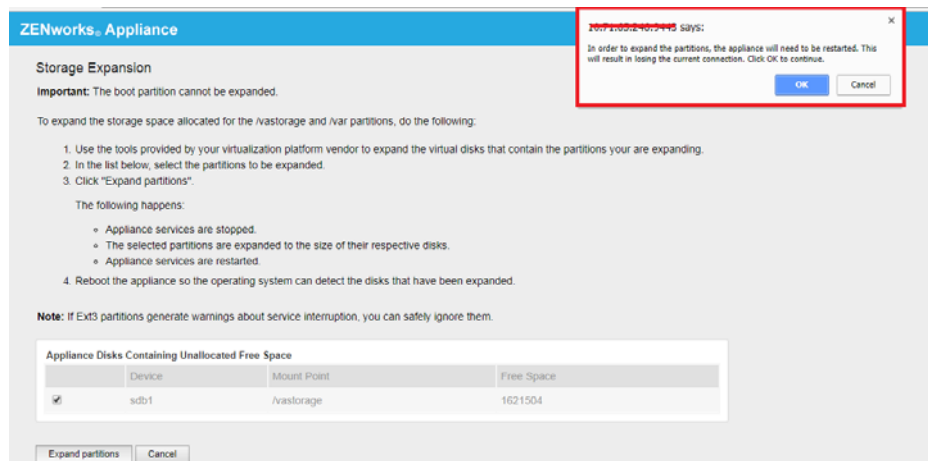 ZENworks® Appliance
says:
In order to expand the partitions, the appliance will need to be restarted. This
will result in losing the current connection. Click OK to continue.
OK
Cancel
Storage Expansion
Important: The boot partition cannot be expanded.
To expand the storage space allocated for the /vastorage and /var partitions, do the following:
1. Use the tools provided by your virtualization platform vendor to expand the virtual disks that contain the partitions your are expanding.
2. In the list below, select the partitions to be expanded.
3. Click "Expand partitions".
The following happens:
Appliance services are stopped.
The selected partitions are expanded to the size of their respective disks.
Appliance services are restarted.
4. Reboot the appliance so the operating system can detect the disks that have been expanded.
Note: If Ext3 partitions generate warnings about service interruption, you can safely ignore them.
Appliance Disks Containing Unallocated Free Space
Device Mount Point Free Space
sdb1 /vastorage 1621504
Expand partitions Cancel